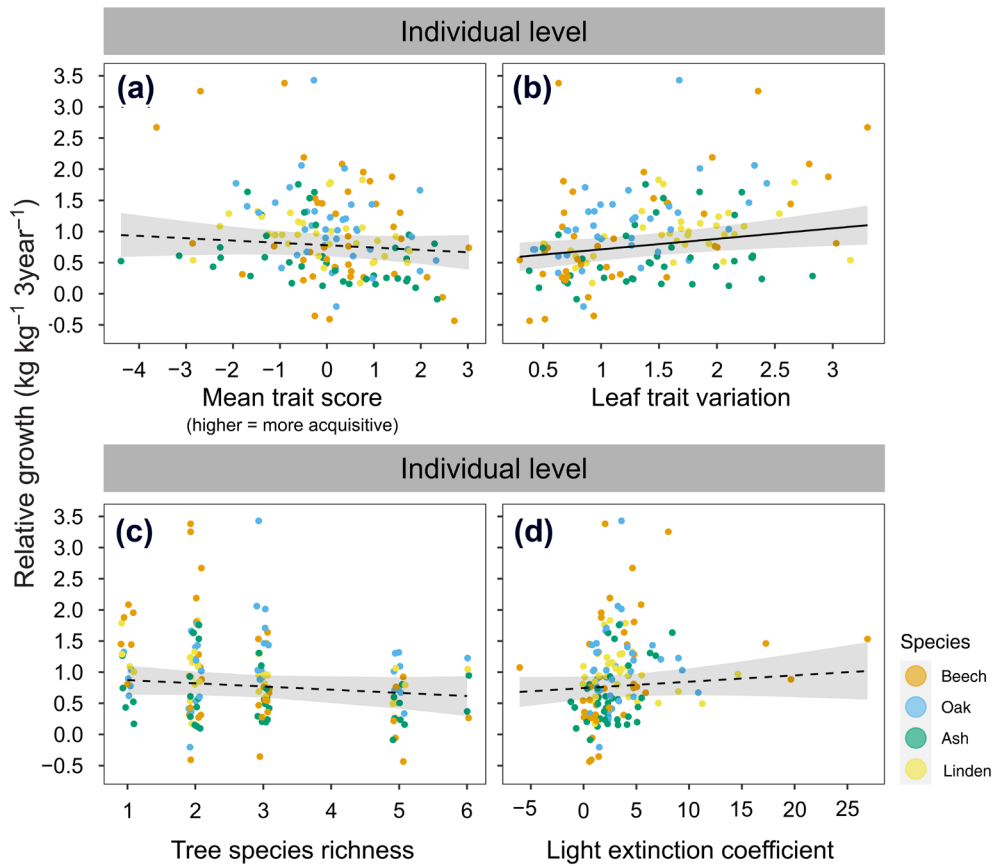 Individual level
Relative growth (kg kg⁻¹ 3year⁻¹)
(a)
3.5
3.0
2.5
2.0
1.5
1.0
0.5
0.0
-0.5
−4 −3 −2 −1 0 1 2 3
Mean trait score
(higher = more acquisitive)
(b)
0.5 1 1.5 2 2.5 3
Leaf trait variation
Individual level
(c)
3.5
3.0
2.5
2.0
1.5
1.0
0.5
0.0
-0.5
1 2 3 4 5 6
Tree species richness
(d)
−5 0 5 10 15 20 25
Light extinction coefficient
Species
Beech
Oak
Ash
Linden